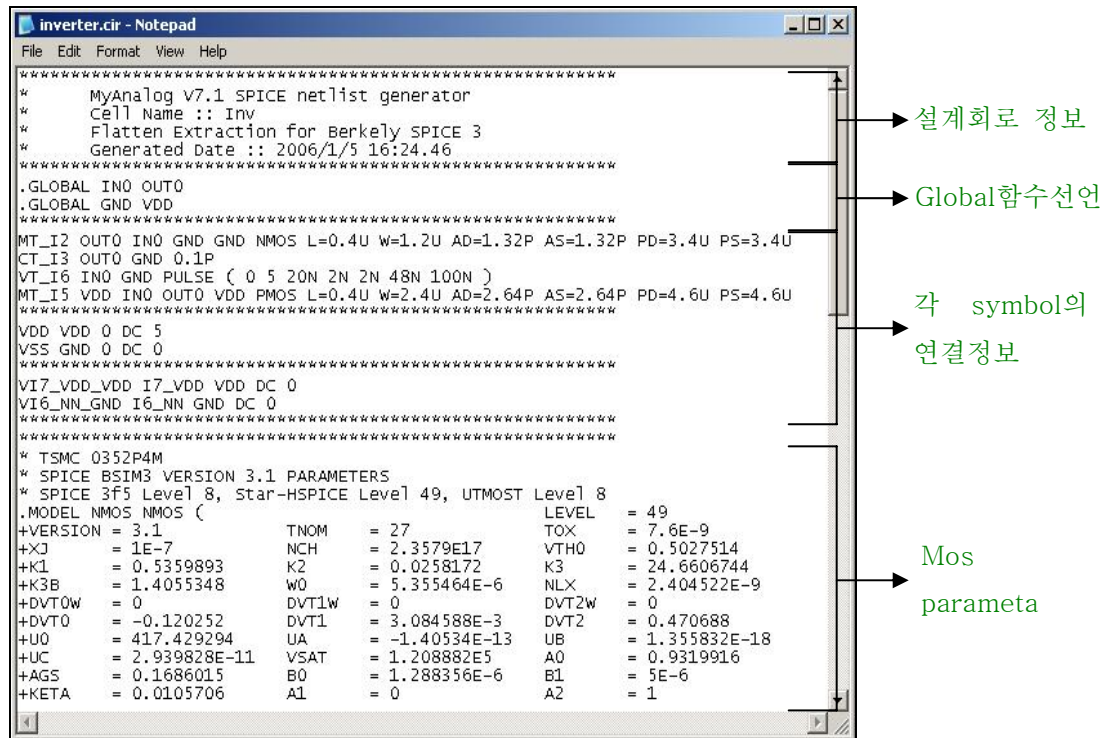 inverter.cir - Notepad
File Edit Format View Help
************************************************************
* MyAnalog V7.1 SPICE netlist generator
* Cell Name :: Inv
* Flatten Extraction for Berkely SPICE 3
* Generated Date :: 2006/1/5 16:24.46
************************************************************
.GLOBAL IN0 OUT0
.GLOBAL GND VDD
************************************************************
MT_I2 OUT0 IN0 GND GND NMOS L=0.4U W=1.2U AD=1.32P AS=1.32P PD=3.4U PS=3.4U
CT_I3 OUT0 GND 0.1P
VT_I6 IN0 GND PULSE ( 0 5 20N 2N 2N 48N 100N )
MT_I5 VDD IN0 OUT0 VDD PMOS L=0.4U W=2.4U AD=2.64P AS=2.64P PD=4.6U PS=4.6U
************************************************************
VDD VDD 0 DC 5
VSS GND 0 DC 0
************************************************************
VI7_VDD_VDD I7_VDD VDD DC 0
VI6_NN_GND I6_NN GND DC 0
************************************************************
************************************************************
* TSMC 0352P4M
* SPICE BSIM3 VERSION 3.1 PARAMETERS
* SPICE 3f5 Level 8, Star-HSPICE Level 49, UTMOST Level 8
.MODEL NMOS NMOS ( LEVEL = 49
+VERSION = 3.1 TNOM = 27 TOX = 7.6E-9
+XJ = 1E-7 NCH = 2.3579E17 VTH0 = 0.5027514
+K1 = 0.5359893 K2 = 0.0258172 K3 = 24.6606744
+K3B = 1.4055348 W0 = 5.355464E-6 NLX = 2.404522E-9
+DVT0W = 0 DVT1W = 0 DVT2W = 0
+DVT0 = -0.120252 DVT1 = 3.084588E-3 DVT2 = 0.470688
+U0 = 417.429294 UA = -1.40534E-13 UB = 1.355832E-18
+UC = 2.939828E-11 VSAT = 1.208882E5 A0 = 0.9319916
+AGS = 0.1686015 B0 = 1.288356E-6 B1 = 5E-6
+KETA = 0.0105706 A1 = 0 A2 = 1
설계회로 정보
Global함수선언
각 symbol의
연결정보
Mos
parameta